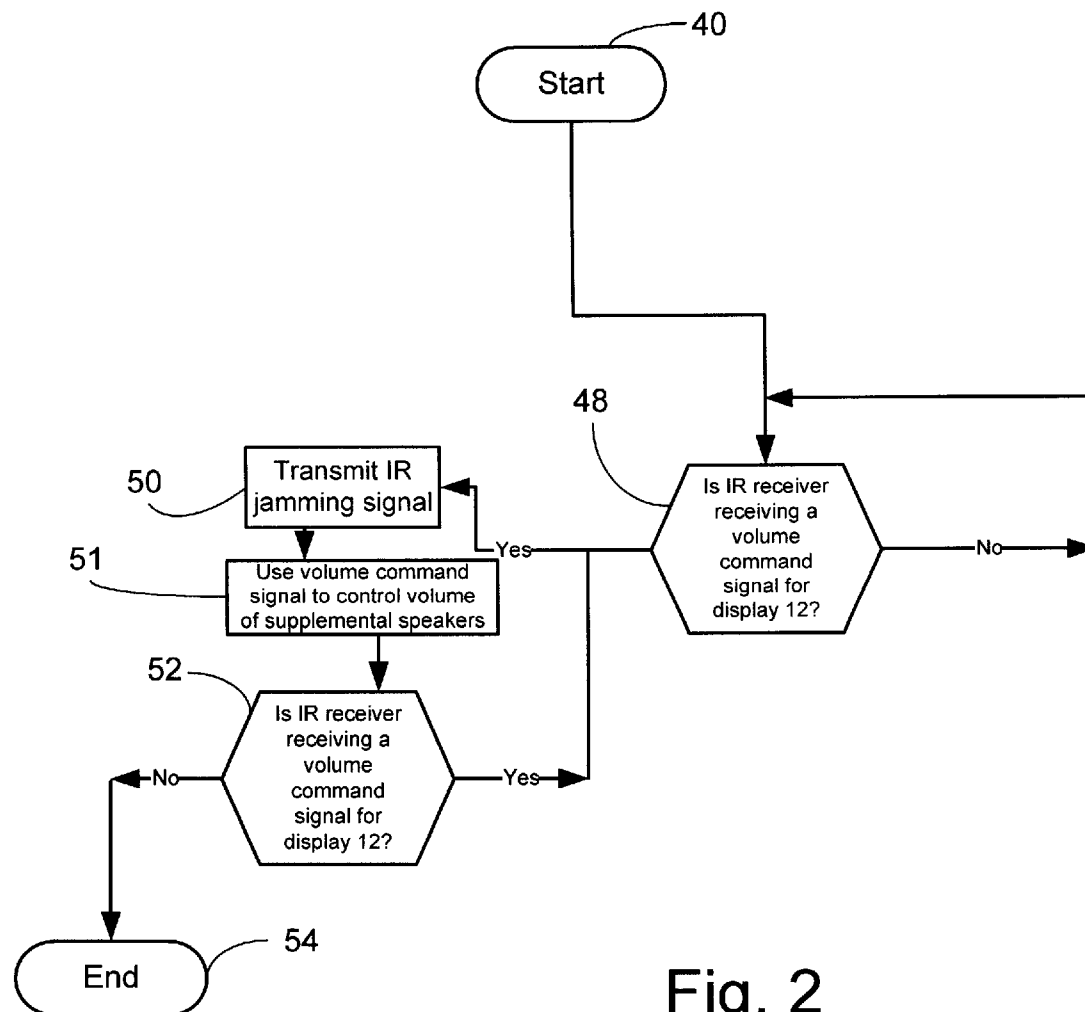 40
Start
48
Is IR receiver
receiving a
volume
command
signal for
display 12?
No
Yes
50
Transmit IR
jamming signal
51
Use volume command
signal to control volume
of supplemental speakers
52
Is IR receiver
receiving a
volume
command
signal for
display 12?
No
Yes
54
End
Fig. 2